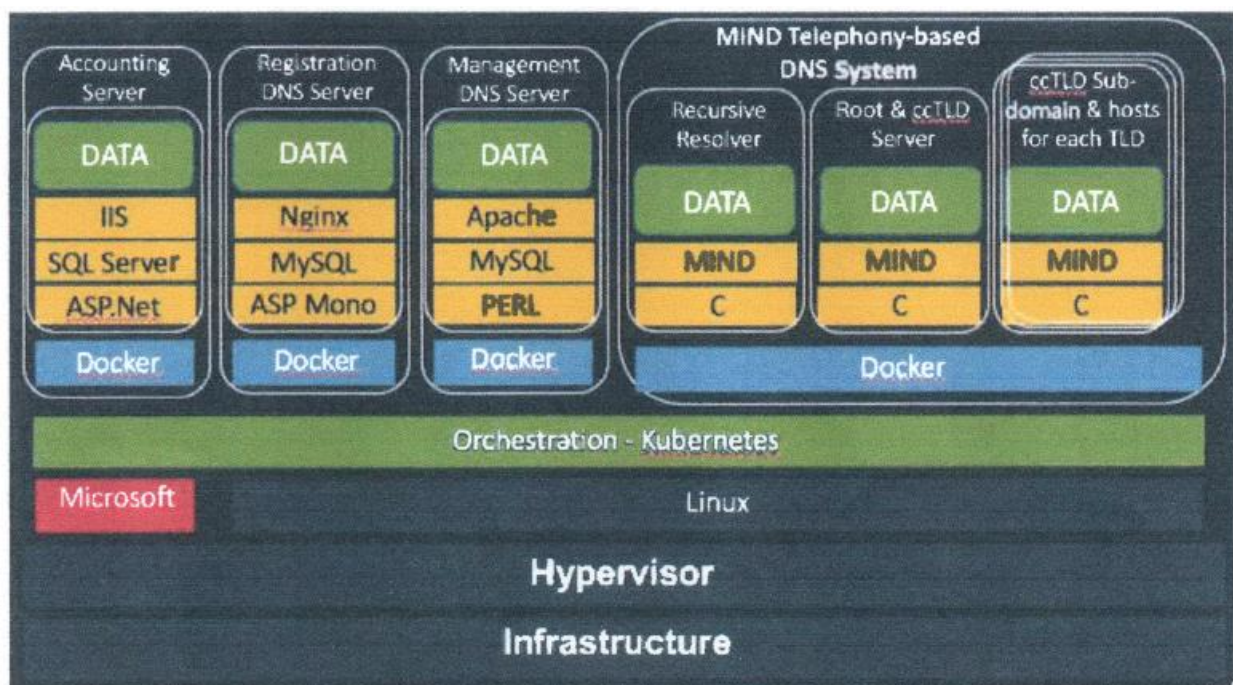 Accounting
Server
DATA
IIS
SQL Server
ASP.Net
Docker
Registration
DNS Server
DATA
Nginx
MySQL
ASP Mono
Docker
Management
DNS Server
DATA
Apache
MySQL
PERL
Docker
MIND Telephony-based
DNS System
Recursive
Resolver
DATA
MIND
C
Root & ccTLD
Server
DATA
MIND
C
ccTLD Sub-
domain & hosts
for each TLD
DATA
MIND
C
Docker
Orchestration - Kubernetes
Microsoft
Linux
Hypervisor
Infrastructure